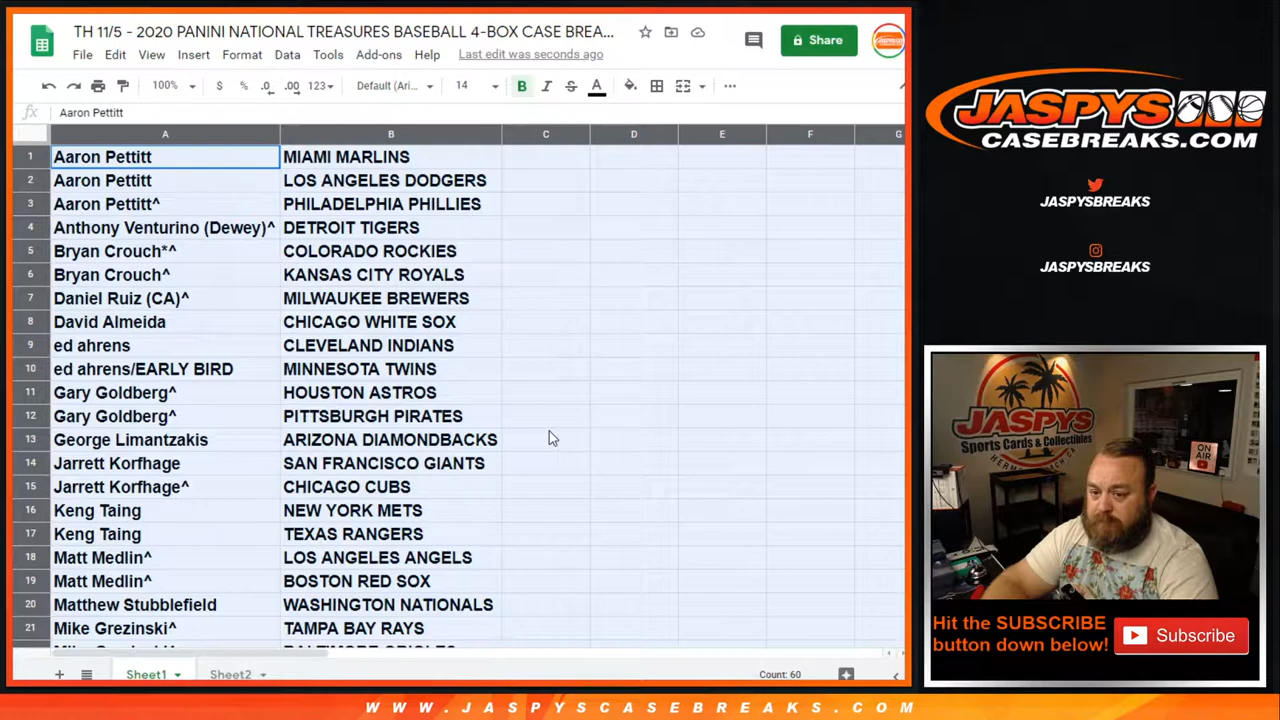 TH 11/5 - 2020 PANINI NATIONAL TREASURES BASEBALL 4-BOX CASE BREA...
Share
File Edit View Insert Format Data Tools Add-ons Help Last edit was seconds ago
100% $ % .0 .00 123 Default (Ari... 14 B I S A ...
fx Aaron Pettitt
A B C D E F G
1 Aaron Pettitt MIAMI MARLINS
2 Aaron Pettitt LOS ANGELES DODGERS
3 Aaron Pettitt^ PHILADELPHIA PHILLIES
4 Anthony Venturino (Dewey)^ DETROIT TIGERS
5 Bryan Crouch*^ COLORADO ROCKIES
6 Bryan Crouch^ KANSAS CITY ROYALS
7 Daniel Ruiz (CA)^ MILWAUKEE BREWERS
8 David Almeida CHICAGO WHITE SOX
9 ed ahrens CLEVELAND INDIANS
10 ed ahrens/EARLY BIRD MINNESOTA TWINS
11 Gary Goldberg^ HOUSTON ASTROS
12 Gary Goldberg^ PITTSBURGH PIRATES
13 George Limantzakis ARIZONA DIAMONDBACKS
14 Jarrett Korfhage SAN FRANCISCO GIANTS
15 Jarrett Korfhage^ CHICAGO CUBS
16 Keng Taing NEW YORK METS
17 Keng Taing TEXAS RANGERS
18 Matt Medlin^ LOS ANGELES ANGELS
19 Matt Medlin^ BOSTON RED SOX
20 Matthew Stubblefield WASHINGTON NATIONALS
21 Mike Grezinski^ TAMPA BAY RAYS
Sheet1 Sheet2 Count: 60
JASPYS
CASEBREAKS.COM
JASPYSBREAKS
JASPYSBREAKS
JASPYS
Sports Cards & Collectibles
ON
AIR
Hit the SUBSCRIBE
button down below!
Subscribe
WWW.JASPYSCASEBREAKS.COM